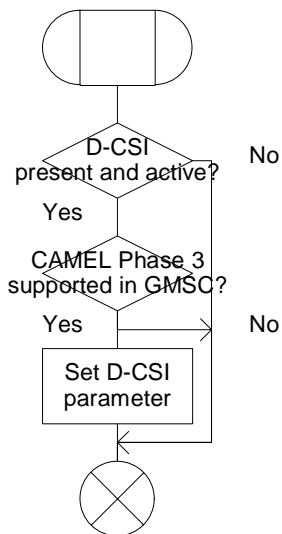 D-CSI
present and active?
No
Yes
CAMEL Phase 3
supported in GMSC?
Yes
No
Set D-CSI
parameter